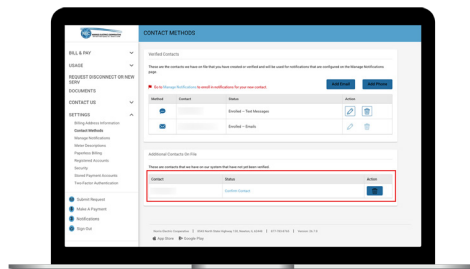 CONTACT METHODS
BILL & PAY
USAGE
REQUEST DISCONNECT OR NEW
SERV
DOCUMENTS
CONTACT US
SETTINGS
Billing Address Information
Contact Methods
Manage Notifications
Meter Descriptions
Paperless Billing
Registered Accounts
Security
Stored Payment Accounts
Two-Factor Authentication
Submit Request
Make A Payment
Notifications
Sign Out
Verified Contacts
These are the contacts we have on file that you have created or verified and will be used for notifications that are configured on the Manage Notifications
page.
Go to Manage Notifications to enroll in notifications for your new contact.
Add Email Add Phone
Method Contact Status Action
Enrolled – Text Messages
Enrolled – Emails
Additional Contacts On File
These are contacts that we have on our system that have not yet been verified.
Contact Status Action
Confirm Contact
App Store Google Play